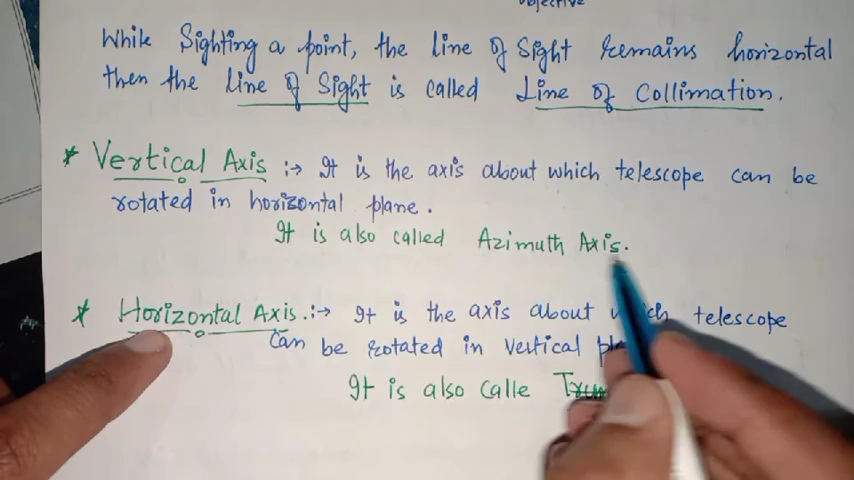 objective
While Sighting a point, the line of Sight remains horizontal
then the line of Sight is called Line of Collimation.
* Vertical Axis :→ It is the axis about which telescope can be
rotated in horizontal plane.
It is also called Azimuth Axis.
* Horizontal Axis. :→ It is the axis about which telescope
can be rotated in vertical
It is also calle